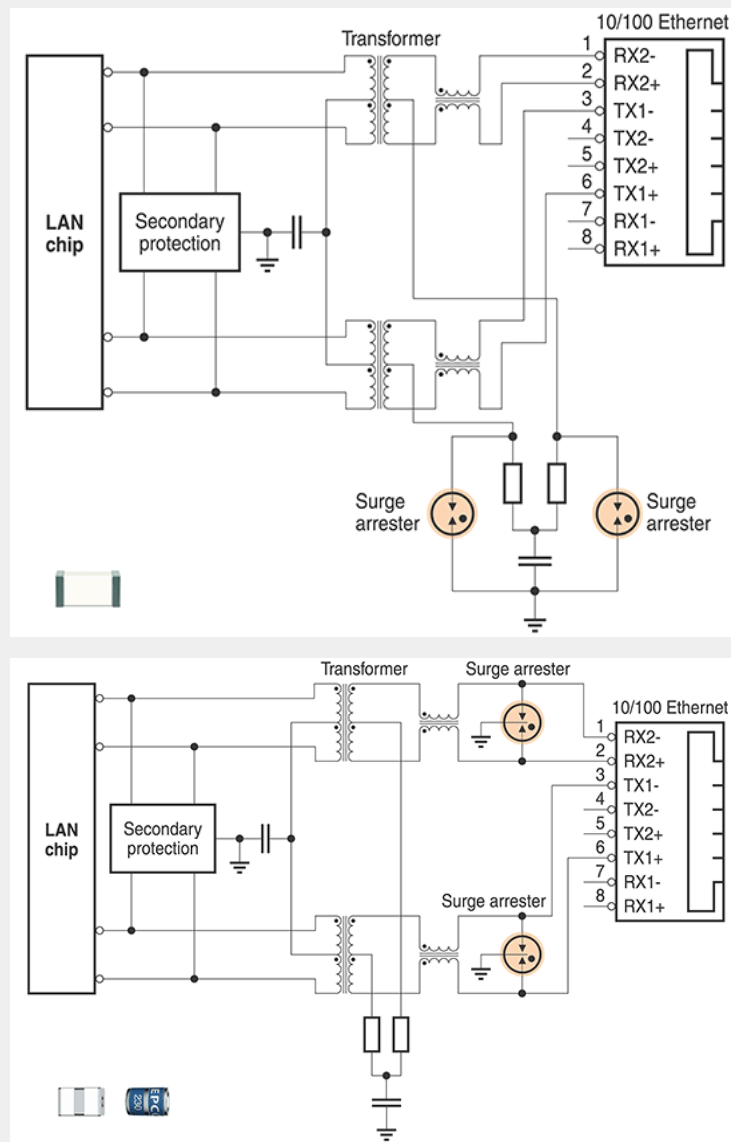 10/100 Ethernet
Transformer
1 RX2-
2 RX2+
3 TX1-
4 TX2-
5 TX2+
6 TX1+
7 RX1-
8 RX1+
LAN
chip
Secondary
protection
Surge
arrester
Surge
arrester
Transformer
Surge arrester
10/100 Ethernet
1 RX2-
2 RX2+
3 TX1-
4 TX2-
5 TX2+
6 TX1+
7 RX1-
8 RX1+
LAN
chip
Secondary
protection
Surge arrester
EPC
230